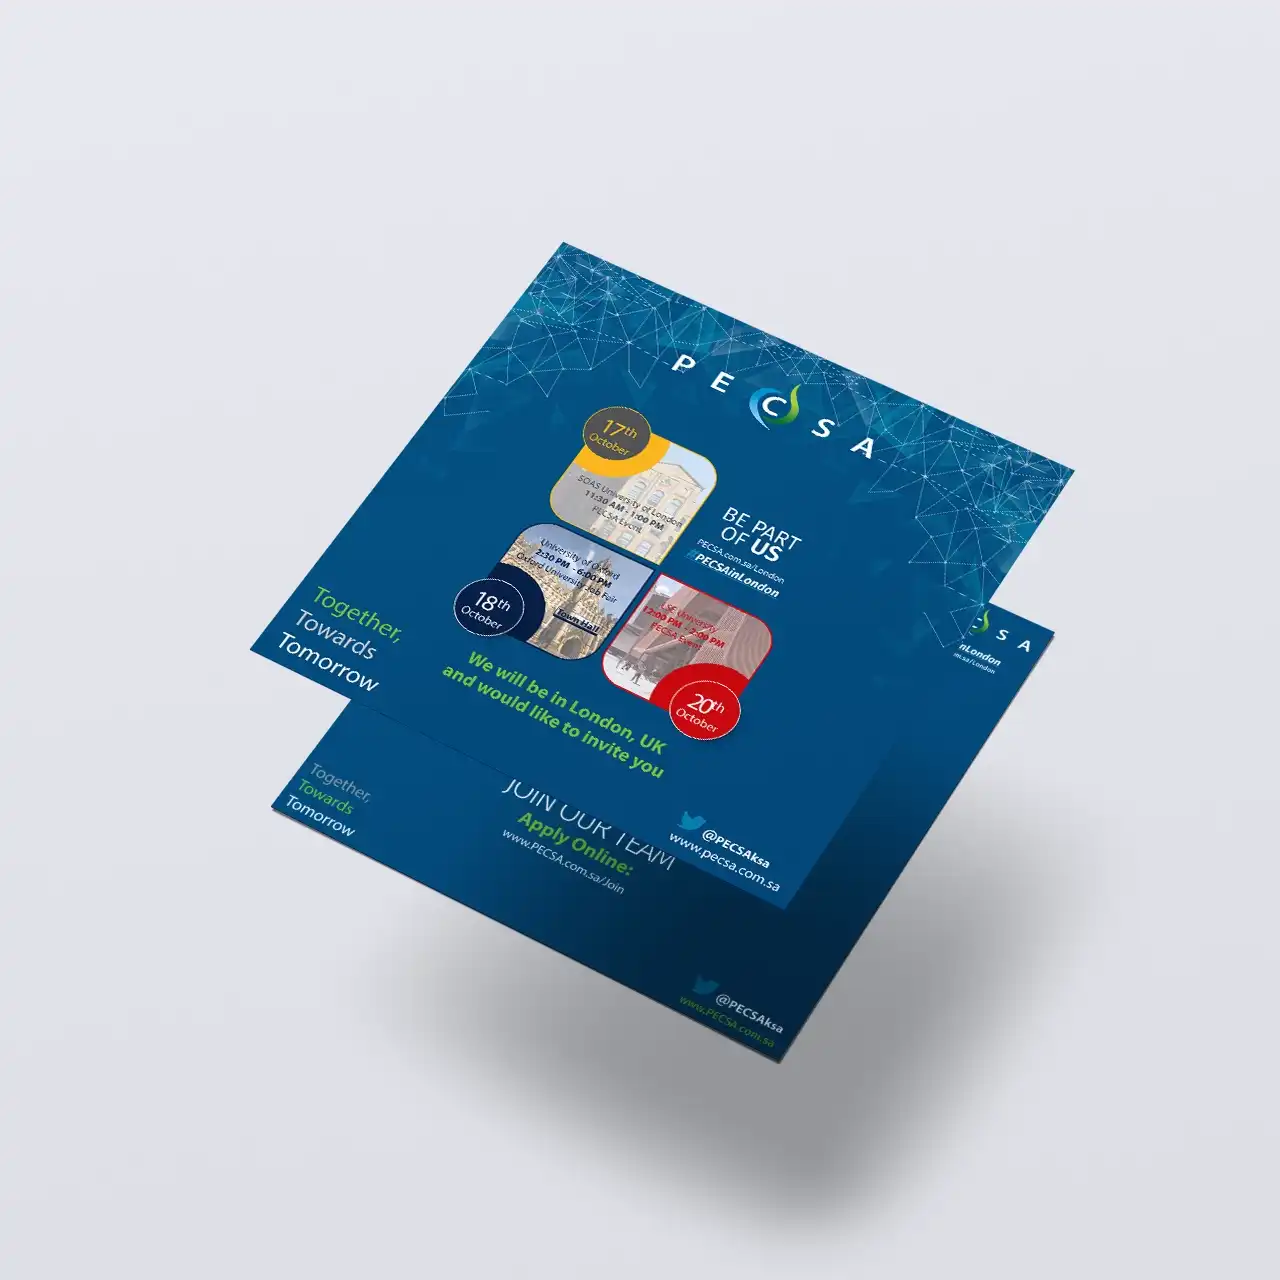 PECSA
17th
October
SOAS University of London
11:30 AM - 1:00 PM
PECSA Event
BE PART
OF US
PECSA.com.sa/London
#PECSAinLondon
University of Oxford
2:30 PM - 6:00 PM
Oxford University Job Fair
Town Hall
18th
October
LSE University
12:00 PM - 2:00 PM
PECSA Event
20th
October
Together,
Towards
Tomorrow
We will be in London, UK
and would like to invite you
@PECSAksa
www.pecsa.com.sa
C S A
inLondon
m.sa/London
Together,
Towards
Tomorrow
JOIN OUR TEAM
Apply Online:
www.PECSA.com.sa/Join
@PECSAksa
www.PECSA.com.sa